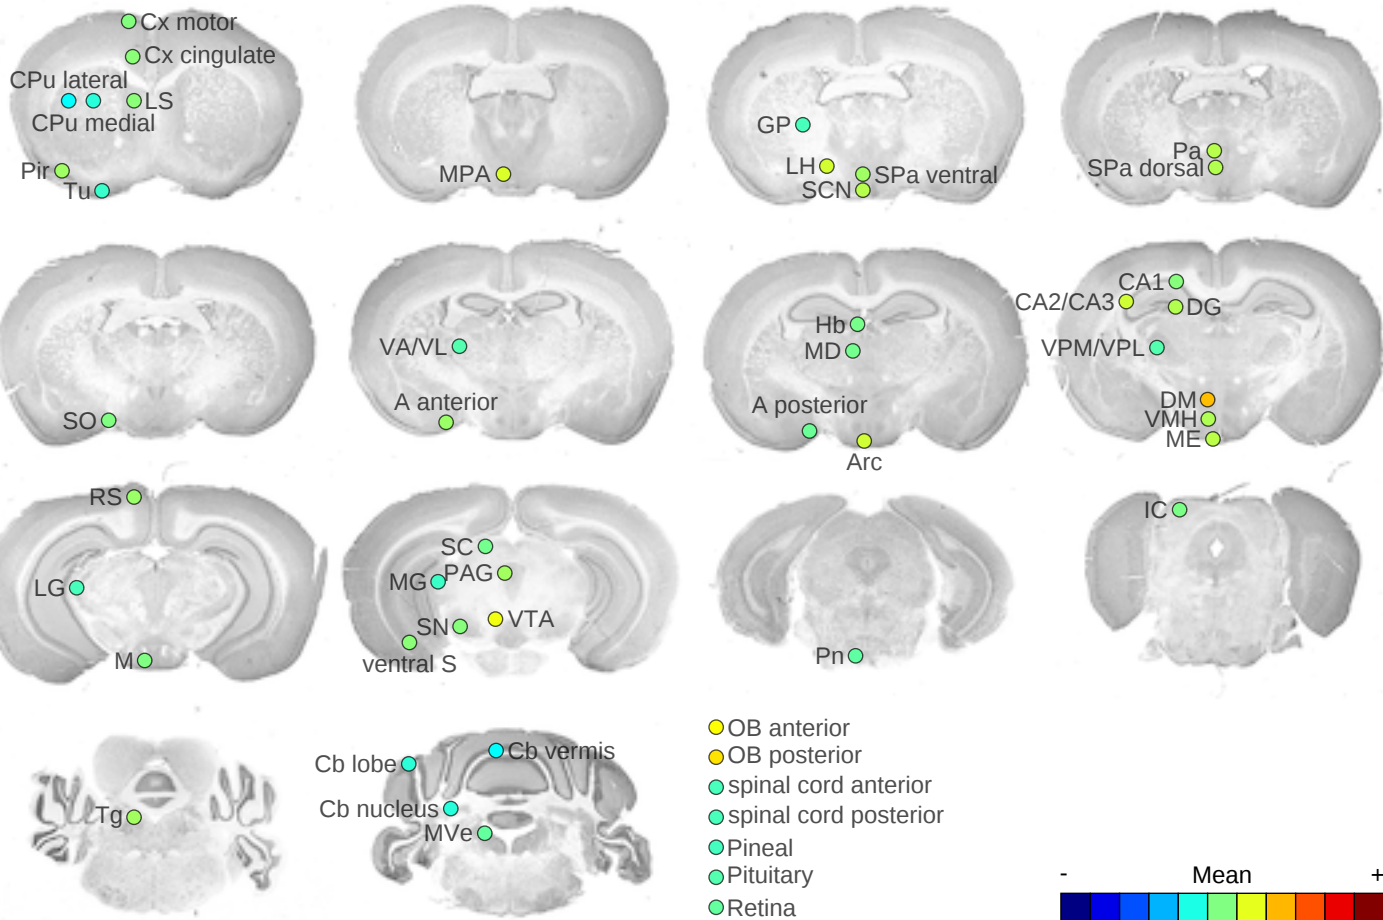 Cx motor
Cx cingulate
CPu lateral
LS
CPu medial
Pir
Tu
MPA
GP
LH
SPa ventral
SCN
Pa
SPa dorsal
SO
VA/VL
A anterior
Hb
MD
A posterior
Arc
CA1
CA2/CA3
DG
VPM/VPL
DM
VMH
ME
RS
LG
M
SC
MG
PAG
SN
VTA
ventral S
Pn
IC
Tg
Cb lobe
Cb vermis
Cb nucleus
MVe
OB anterior
OB posterior
spinal cord anterior
spinal cord posterior
Pineal
Pituitary
Retina
- Mean +